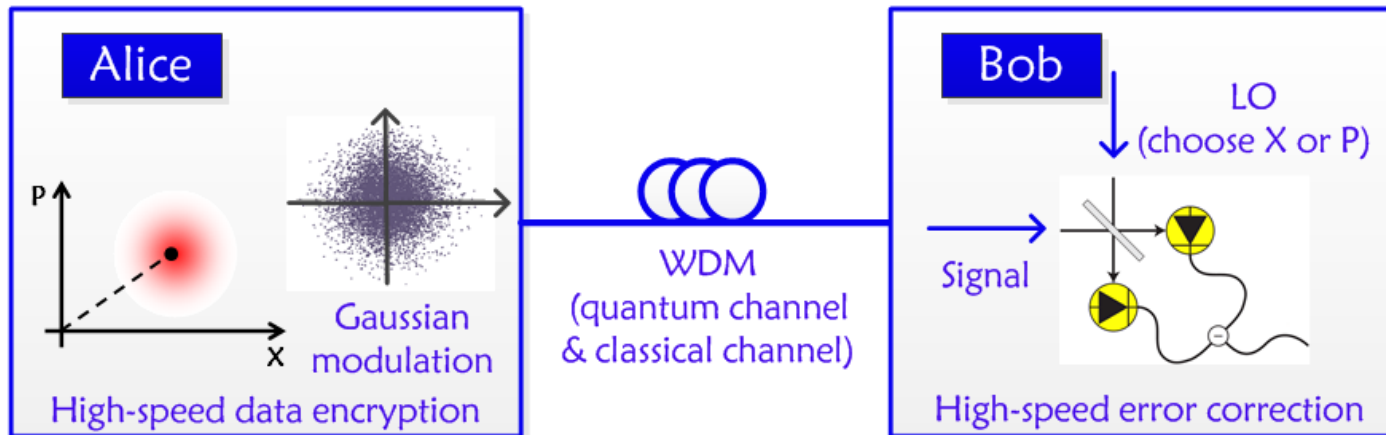 Alice
P
X
Gaussian
modulation
High-speed data encryption
WDM
(quantum channel
& classical channel)
Bob
LO
(choose X or P)
Signal
High-speed error correction